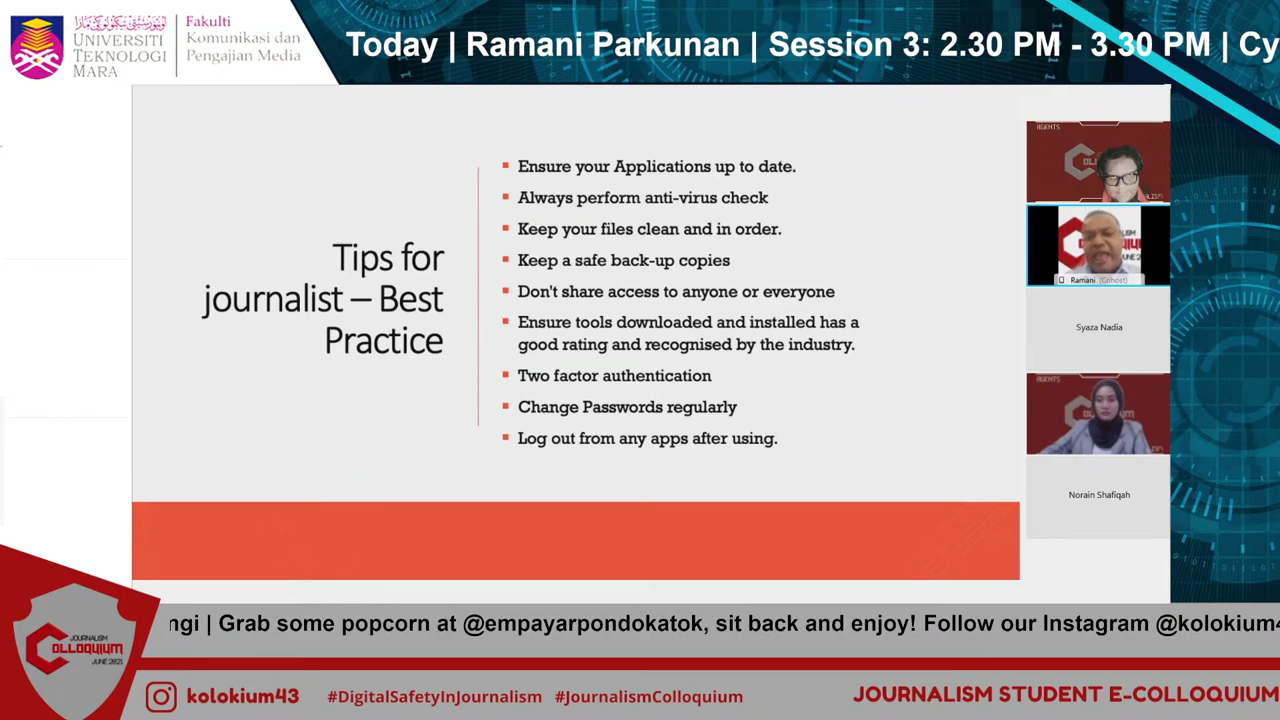 UNIVERSITI
TEKNOLOGI
MARA
Fakulti
Komunikasi dan
Pengajian Media
Today | Ramani Parkunan | Session 3: 2.30 PM - 3.30 PM | Cy
Tips for
journalist – Best
Practice
Ensure your Applications up to date.
Always perform anti-virus check
Keep your files clean and in order.
Keep a safe back-up copies
Don't share access to anyone or everyone
Ensure tools downloaded and installed has a
good rating and recognised by the industry.
Two factor authentication
Change Passwords regularly
Log out from any apps after using.
AGENTS
Ramani (Cohost)
Syaza Nadia
AGENTS
Norain Shafiqah
ngi | Grab some popcorn at @empayarpondokatok, sit back and enjoy! Follow our Instagram @kolokium4
JOURNALISM
COLLOQUIUM
JUNE 2021
kolokium43
#DigitalSafetyInJournalism #JournalismColloquium
JOURNALISM STUDENT E-COLLOQUIUM